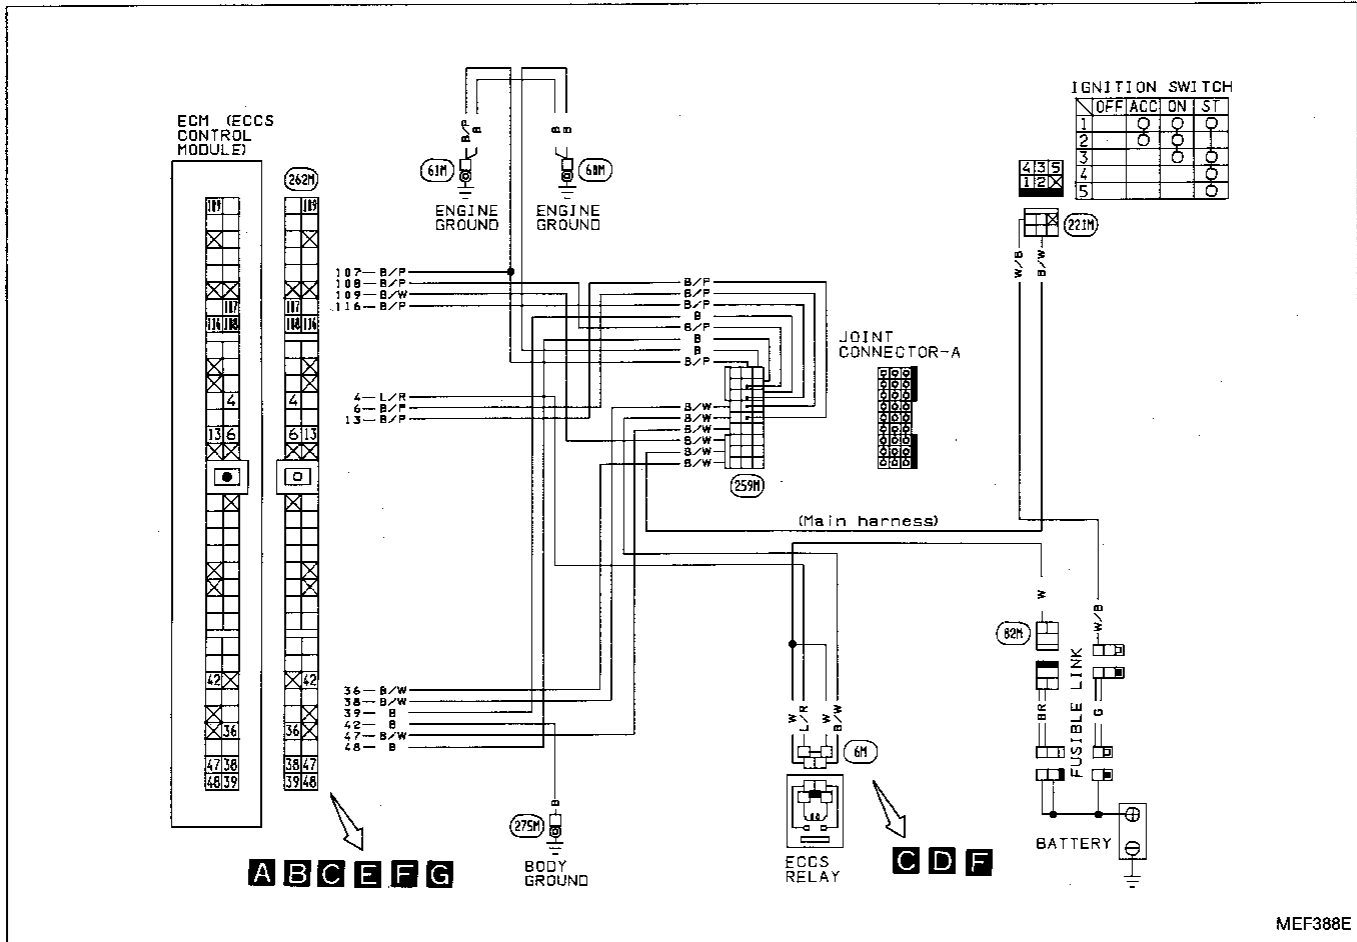 IGNITION SWITCH
OFF ACC ON ST
1
2
3
4
5
4 3 5
1 2
221M
W/B
B/W
ECM (ECCS
CONTROL
MODULE)
262M
B/P
B
B
B
61M
60M
ENGINE
GROUND
ENGINE
GROUND
109
109
107
107
116 108
108 116
4
4
13 6
6 13
42
42
36
36
47 38
38 47
48 39
39 48
107 B/P
108 B/P
109 B/W
116 B/P
4 L/R
6 B/P
13 B/P
36 B/W
38 B/W
39 B
42 B
47 B/W
48 B
B/P
B/P
B/P
B
B/P
B
B
B/P
B/W
B/W
B/W
B/W
B/W
B/W
JOINT
CONNECTOR-A
259M
(Main harness)
W
82M
W/B
BR
FUSIBLE LINK
G
BATTERY
W
L/R
W
B/W
6M
ECCS
RELAY
B
275M
BODY
GROUND
A B C E F G
C D F
MEF388E